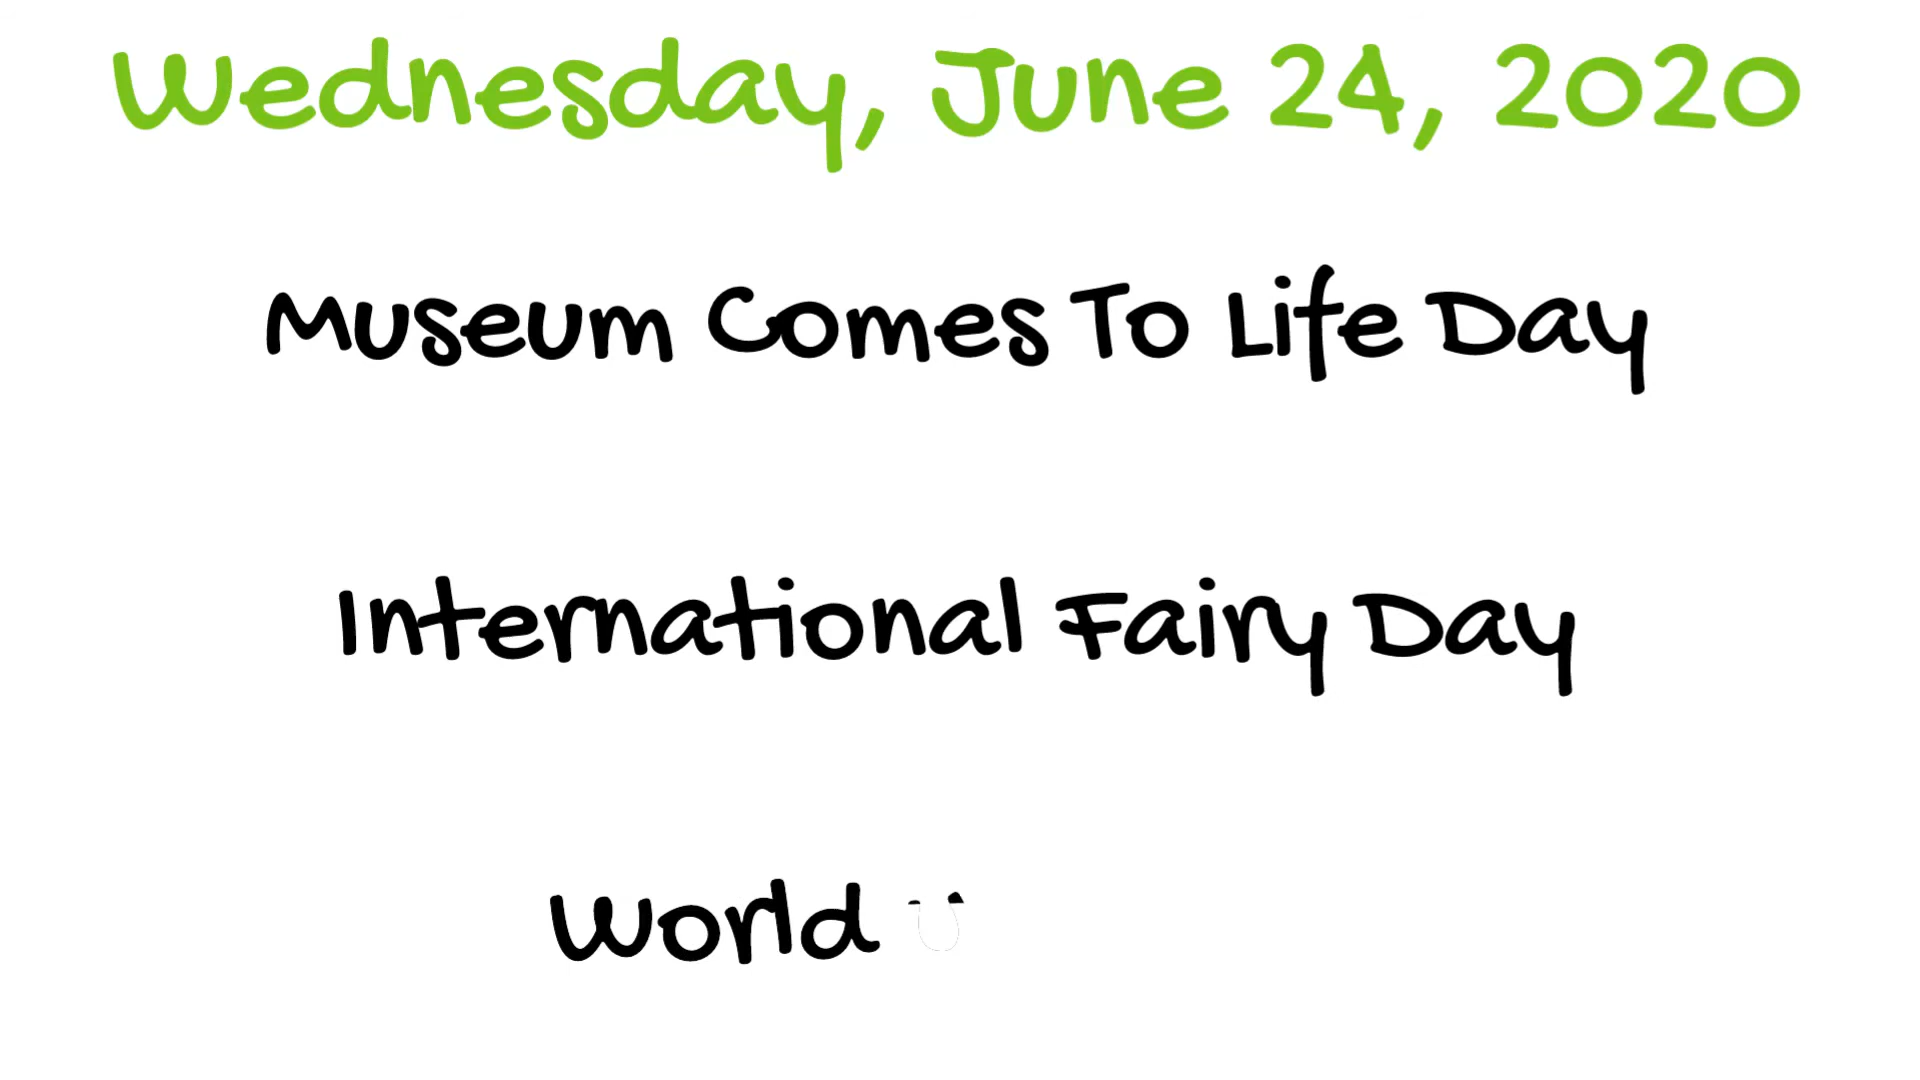 Wednesday, June 24, 2020
Museum Comes To Life Day
International Fairy Day
World